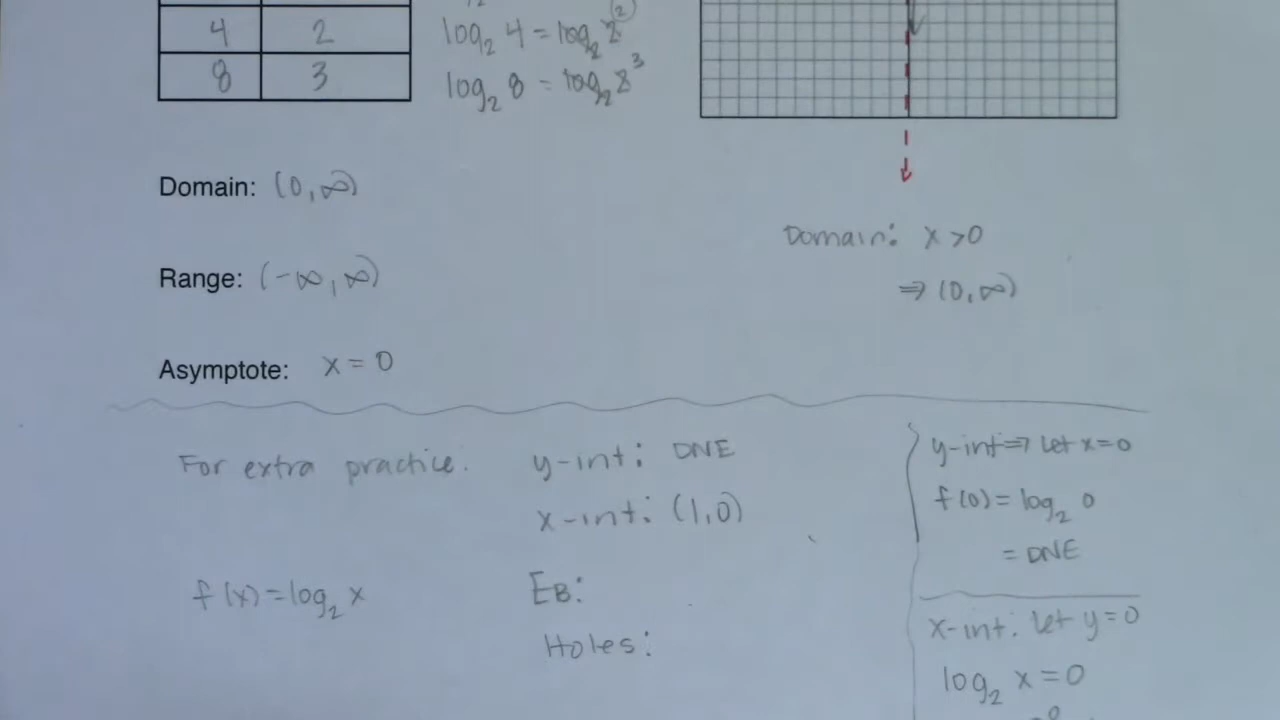 4 2
log₂ 4 = log₂ 2²
8 3
log₂ 8 = log₂ 8³
Domain: (0, ∞)
Domain: x > 0
⇒ (0, ∞)
Range: (-∞, ∞)
Asymptote: x = 0
For extra practice.
f(x) = log₂ x
y-int: DNE
x-int: (1, 0)
EB:
Holes:
y-int ⇒ Let x = 0
f(0) = log₂ 0
= DNE
x-int: Let y = 0
log₂ x = 0